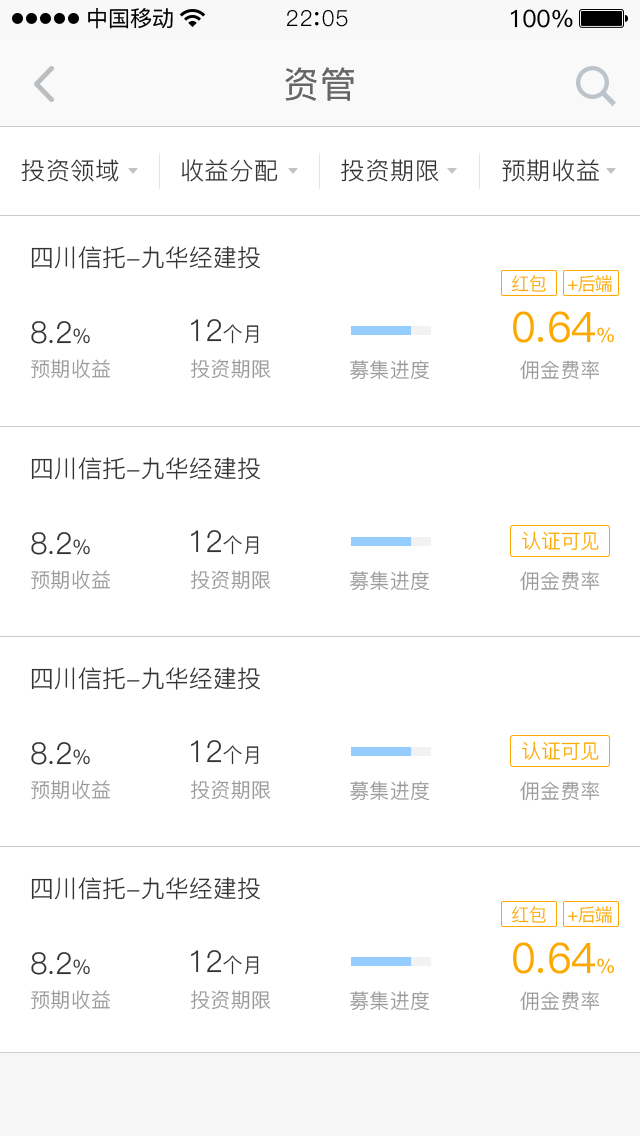 中国移动 22:05 100%
资管
投资领域 收益分配 投资期限 预期收益
四川信托-九华经建投
红包 +后端
8.2% 12个月 0.64%
预期收益 投资期限 募集进度 佣金费率
四川信托-九华经建投
8.2% 12个月 认证可见
预期收益 投资期限 募集进度 佣金费率
四川信托-九华经建投
8.2% 12个月 认证可见
预期收益 投资期限 募集进度 佣金费率
四川信托-九华经建投
红包 +后端
8.2% 12个月 0.64%
预期收益 投资期限 募集进度 佣金费率